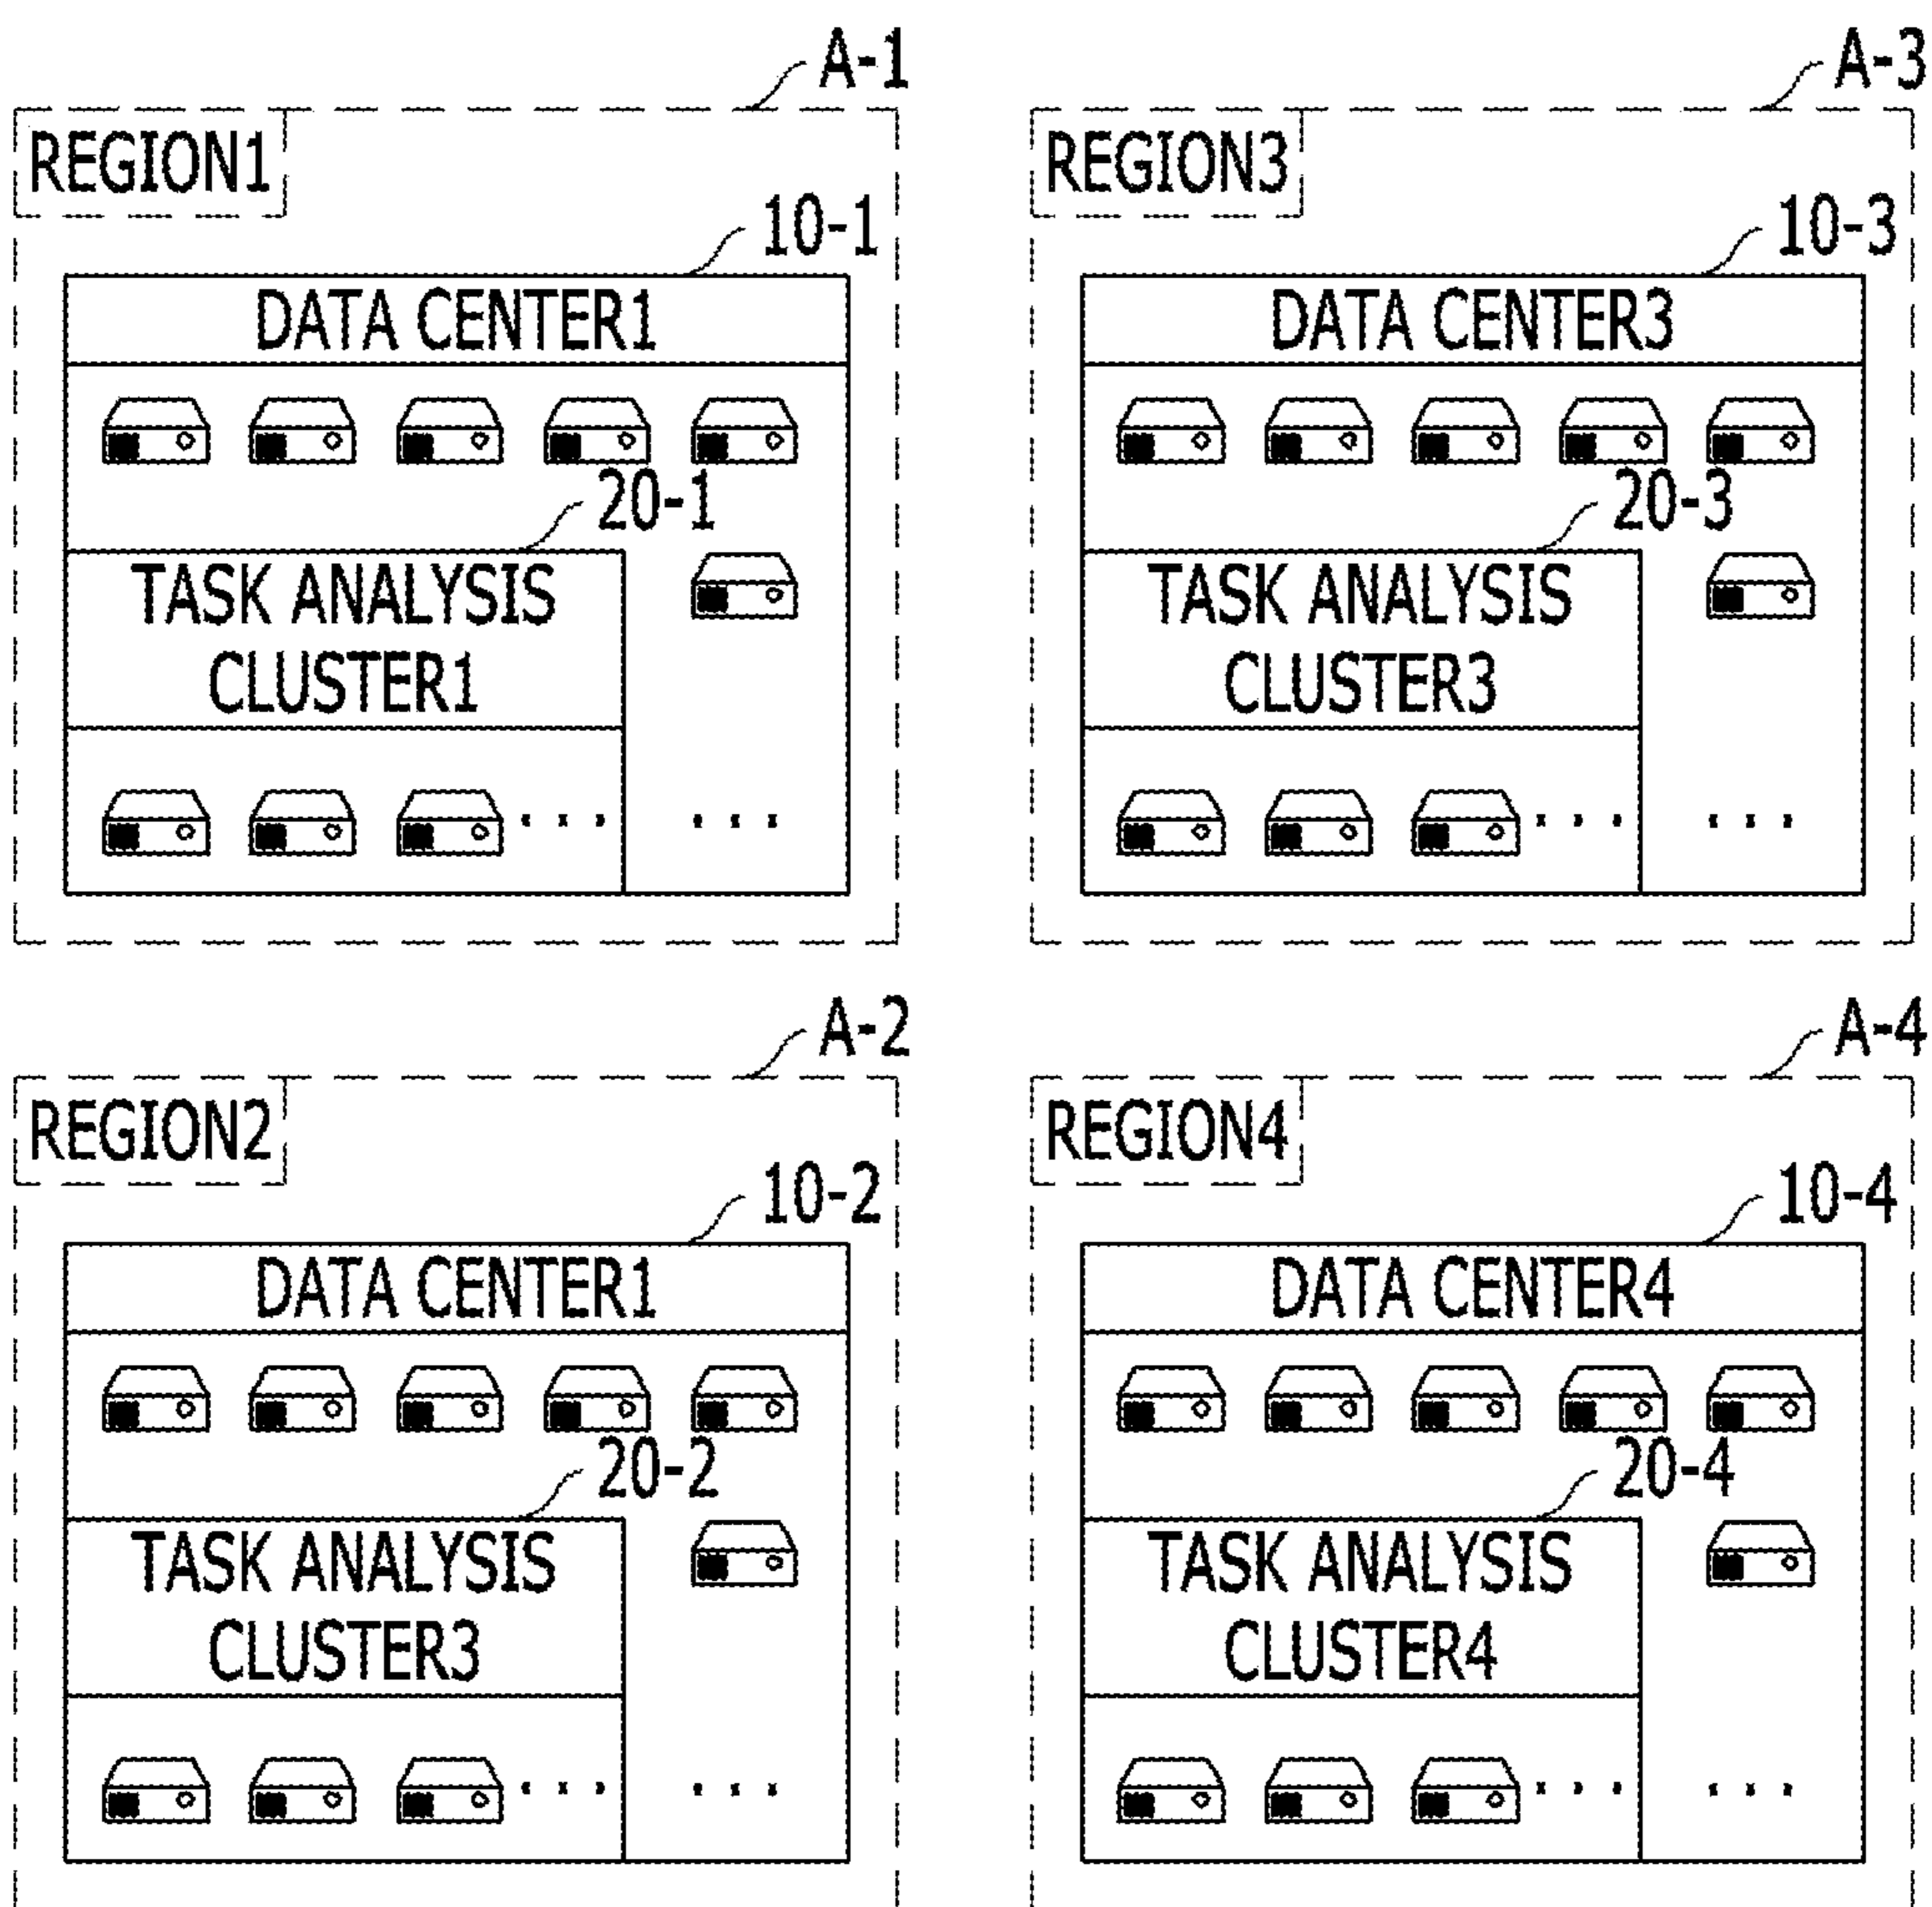 A-1
REGION1
10-1
DATA CENTER1
20-1
TASK ANALYSIS
CLUSTER1
A-3
REGION3
10-3
DATA CENTER3
20-3
TASK ANALYSIS
CLUSTER3
A-2
REGION2
10-2
DATA CENTER1
20-2
TASK ANALYSIS
CLUSTER3
A-4
REGION4
10-4
DATA CENTER4
20-4
TASK ANALYSIS
CLUSTER4